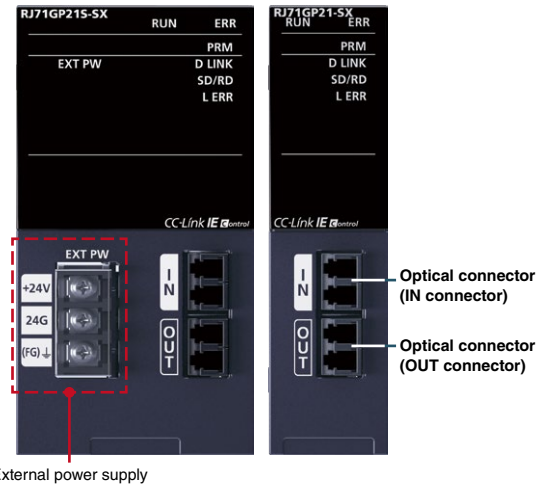 RJ71GP21S-SX
RUN ERR
PRM
EXT PW D LINK
SD/RD
L ERR
CC-Link IE Control
EXT PW
+24V
24G
(FG)
IN
OUT
RJ71GP21-SX
RUN ERR
PRM
D LINK
SD/RD
L ERR
CC-Link IE Control
IN
OUT
Optical connector
(IN connector)
Optical connector
(OUT connector)
External power supply